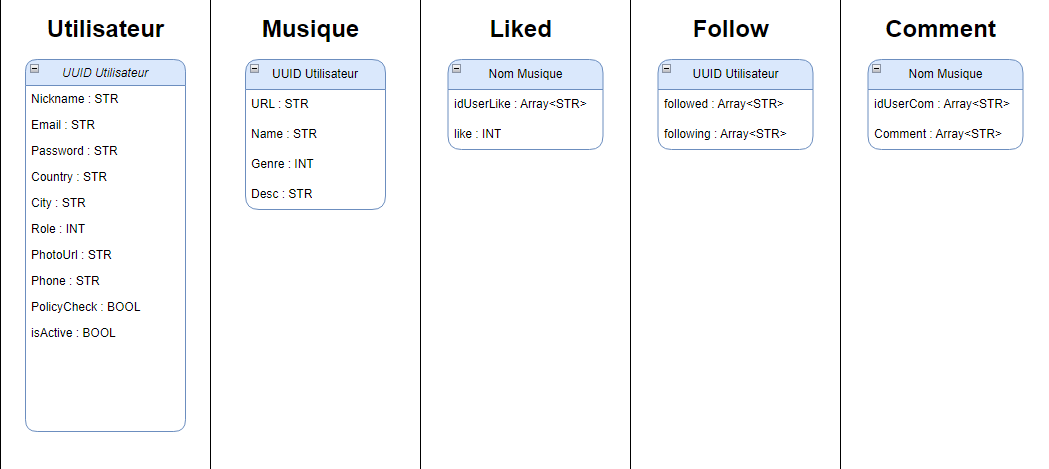 Utilisateur
UUID Utilisateur
Nickname : STR
Email : STR
Password : STR
Country : STR
City : STR
Role : INT
PhotoUrl : STR
Phone : STR
PolicyCheck : BOOL
isActive : BOOL
Musique
UUID Utilisateur
URL : STR
Name : STR
Genre : INT
Desc : STR
Liked
Nom Musique
idUserLike : Array<STR>
like : INT
Follow
UUID Utilisateur
followed : Array<STR>
following : Array<STR>
Comment
Nom Musique
idUserCom : Array<STR>
Comment : Array<STR>